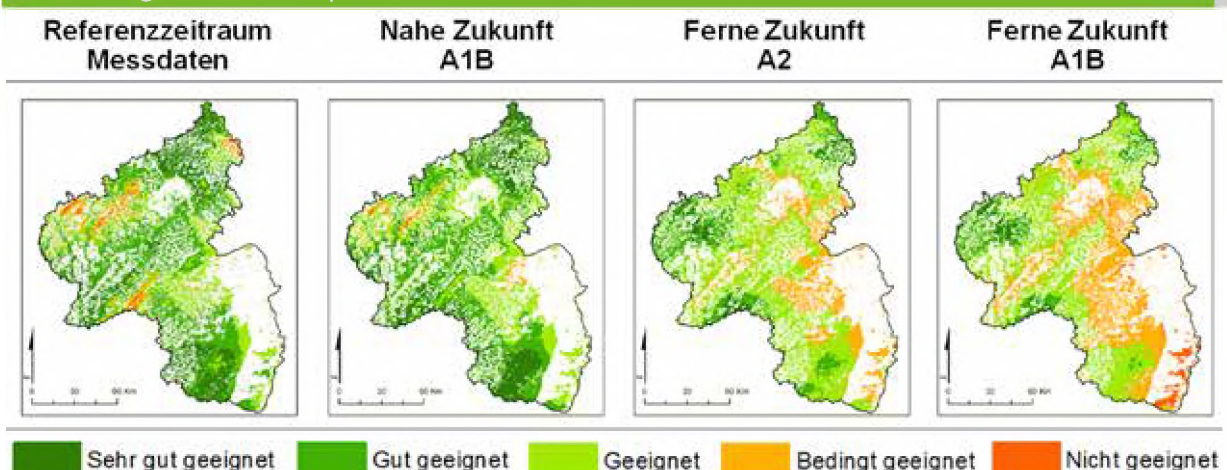 Referenzzeitraum
Messdaten
Nahe Zukunft
A1B
Ferne Zukunft
A2
Ferne Zukunft
A1B
Sehr gut geeignet
Gut geeignet
Geeignet
Bedingt geeignet
Nicht geeignet